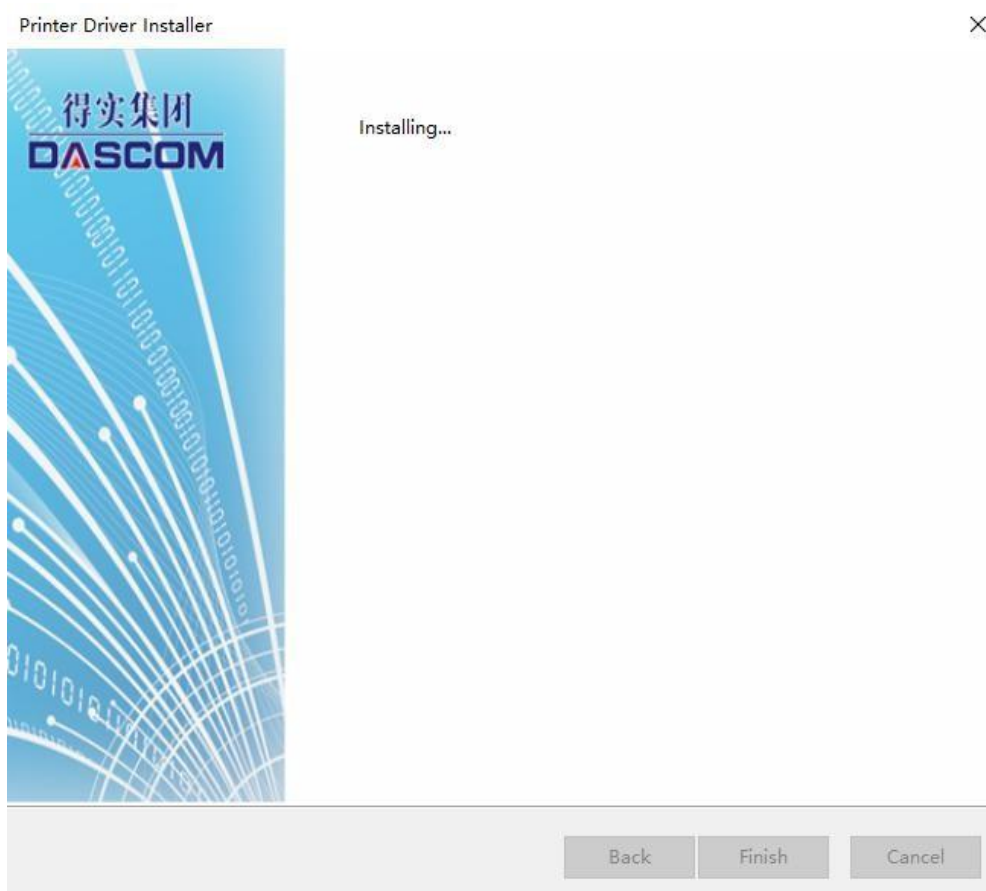 Printer Driver Installer
得实集团
DASCOM
Installing...
Back
Finish
Cancel